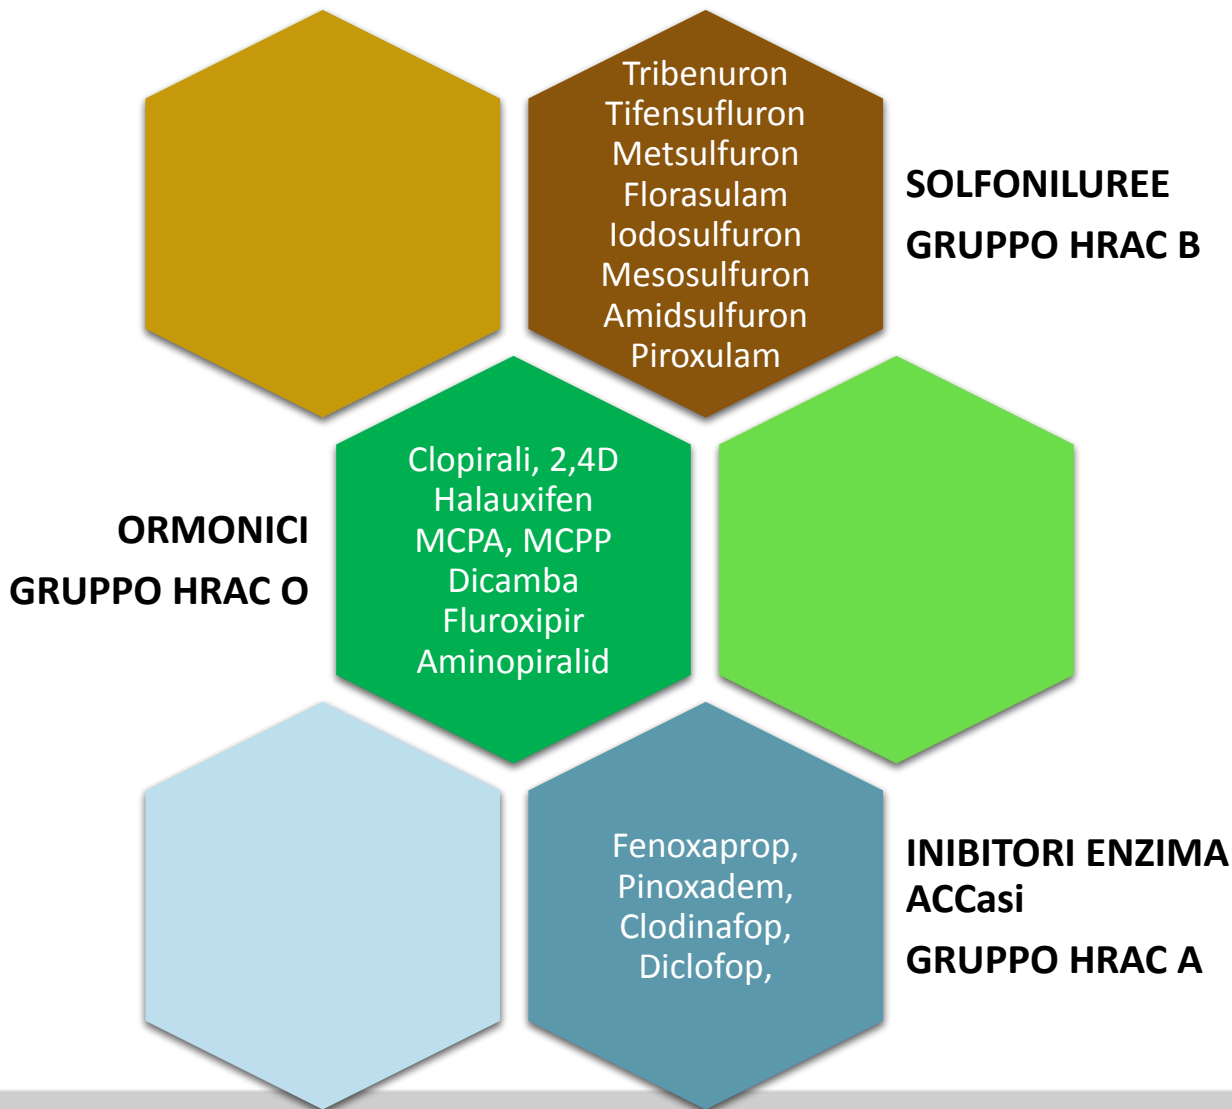 Tribenuron
Tifensufluron
Metsulfuron
Florasulam
Iodosulfuron
Mesosulfuron
Amidsulfuron
Piroxulam
SOLFONILUREE
GRUPPO HRAC B
ORMONICI
GRUPPO HRAC O
Clopirali, 2,4D
Halauxifen
MCPA, MCPP
Dicamba
Fluroxipir
Aminopiralid
Fenoxaprop,
Pinoxadem,
Clodinafop,
Diclofop,
INIBITORI ENZIMA
ACCasi
GRUPPO HRAC A